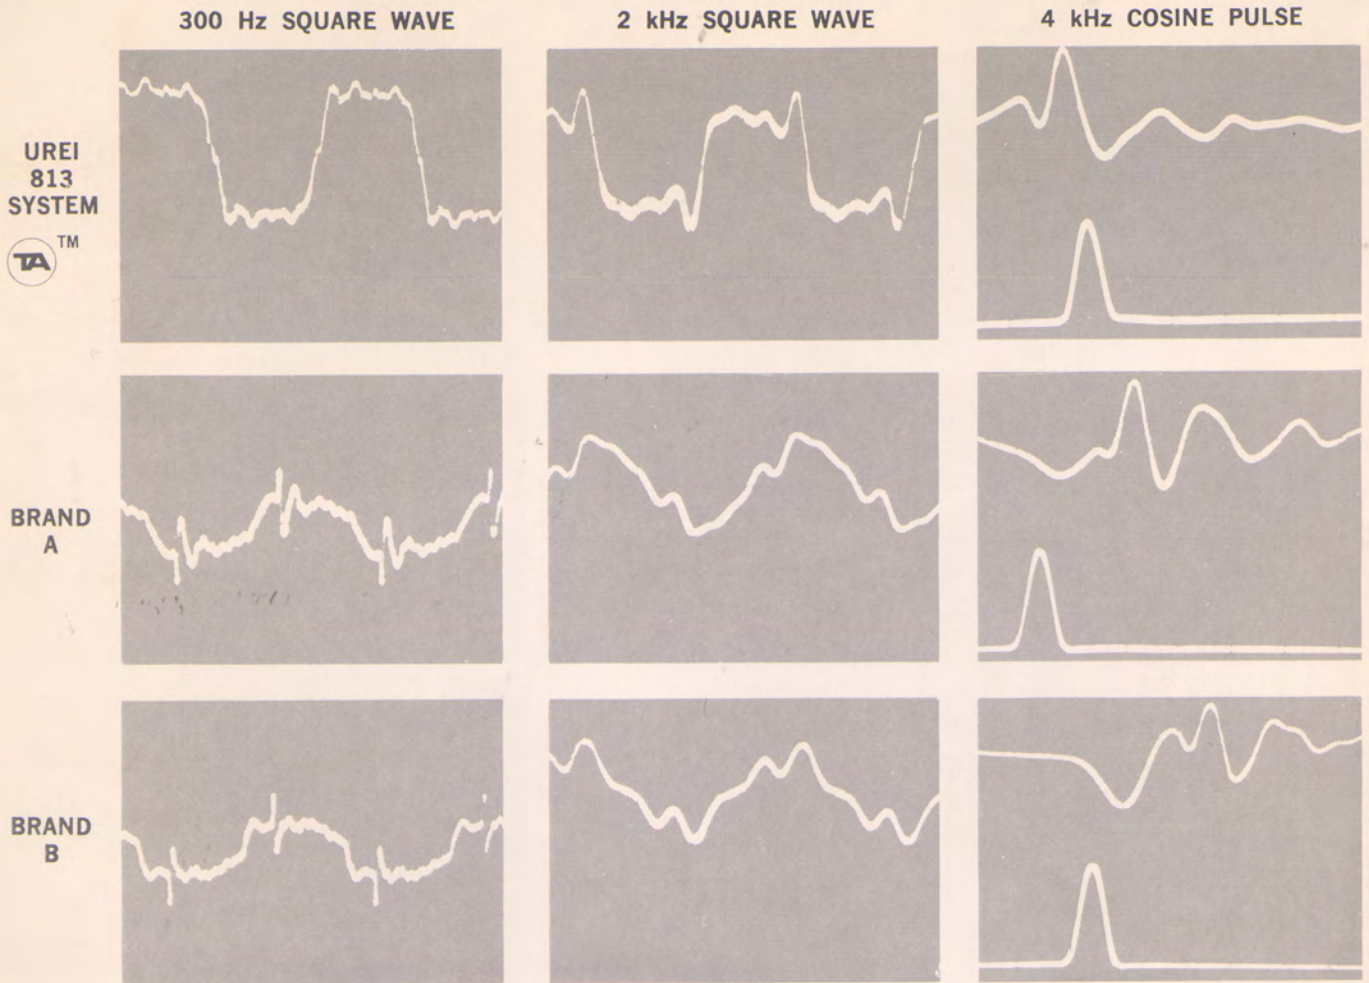 300 Hz SQUARE WAVE
2 kHz SQUARE WAVE
4 kHz COSINE PULSE
UREI
813
SYSTEM
TA TM
BRAND
A
BRAND
B